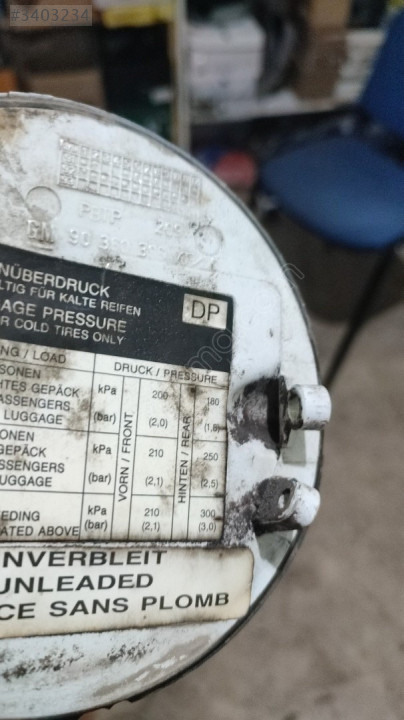 #3403234
GM 90
NÜBERDRUCK
LTIG FÜR KALTE REIFEN
AGE PRESSURE
R COLD TIRES ONLY
DP
NG / LOAD DRUCK / PRESSURE
SONEN
HTES GEPÄCK kPa 200 180
ASSENGERS
LUGGAGE (bar) (2,0) (1,8)
VORN / FRONT
HINTEN / REAR
ONEN
GEPÄCK kPa 210 250
SSENGERS
GGAGE (bar) (2,1) (2,5)
EDING kPa 210 300
ATED ABOVE (bar) (2,1) (3,0)
NVERBLEIT
UNLEADED
CE SANS PLOMB